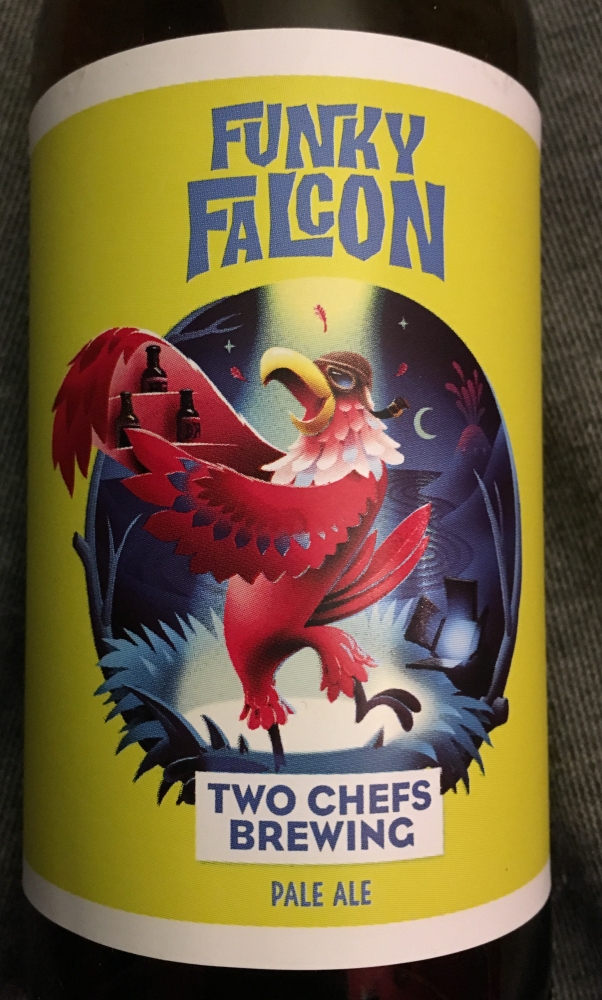 FUNKY
FALCON
TWO CHEFS
BREWING
PALE ALE